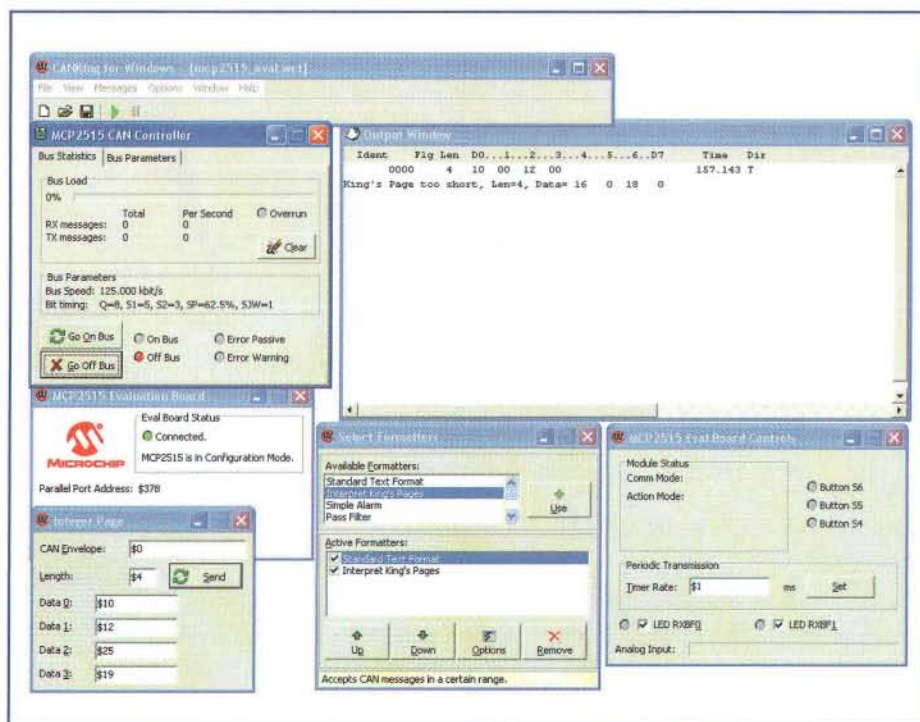 CANKing for Windows - [mcp2515_eval.wct]
File View Messages Options Window Help
MCP2515 CAN Controller
Bus Statistics
Bus Parameters
Bus Load
0%
Total Per Second
Overrun
RX messages: 0 0
TX messages: 0 0
Clear
Bus Parameters
Bus Speed: 125.000 kbit/s
Bit timing: Q=8, S1=5, S2=3, SP=62.5%, SJW=1
Go On Bus
On Bus
Error Passive
Go Off Bus
Off Bus
Error Warning
Output Window
Ident Flg Len D0...1...2...3...4...5...6..D7 Time Dir
0000 4 10 00 12 00 157.143 T
King's Page too short, Len=4, Data= 16 0 18 0
MCP2515 Evaluation Board
MICROCHIP
Eval Board Status
Connected.
MCP2515 is in Configuration Mode.
Parallel Port Address: $378
Integer Page
CAN Envelope: $0
Length: $4
Send
Data 0: $10
Data 1: $12
Data 2: $25
Data 3: $19
Select Formatters
Available Formatters:
Standard Text Format
Interpret King's Pages
Simple Alarm
Pass Filter
Use
Active Formatters:
Standard Text Format
Interpret King's Pages
Up
Down
Options
Remove
Accepts CAN messages in a certain range.
MCP2515 Eval Board Controls
Module Status
Comm Mode:
Action Mode:
Button S6
Button S5
Button S4
Periodic Transmission
Timer Rate: $1 ms
Set
LED RXBF0
LED RXBF1
Analog Input: